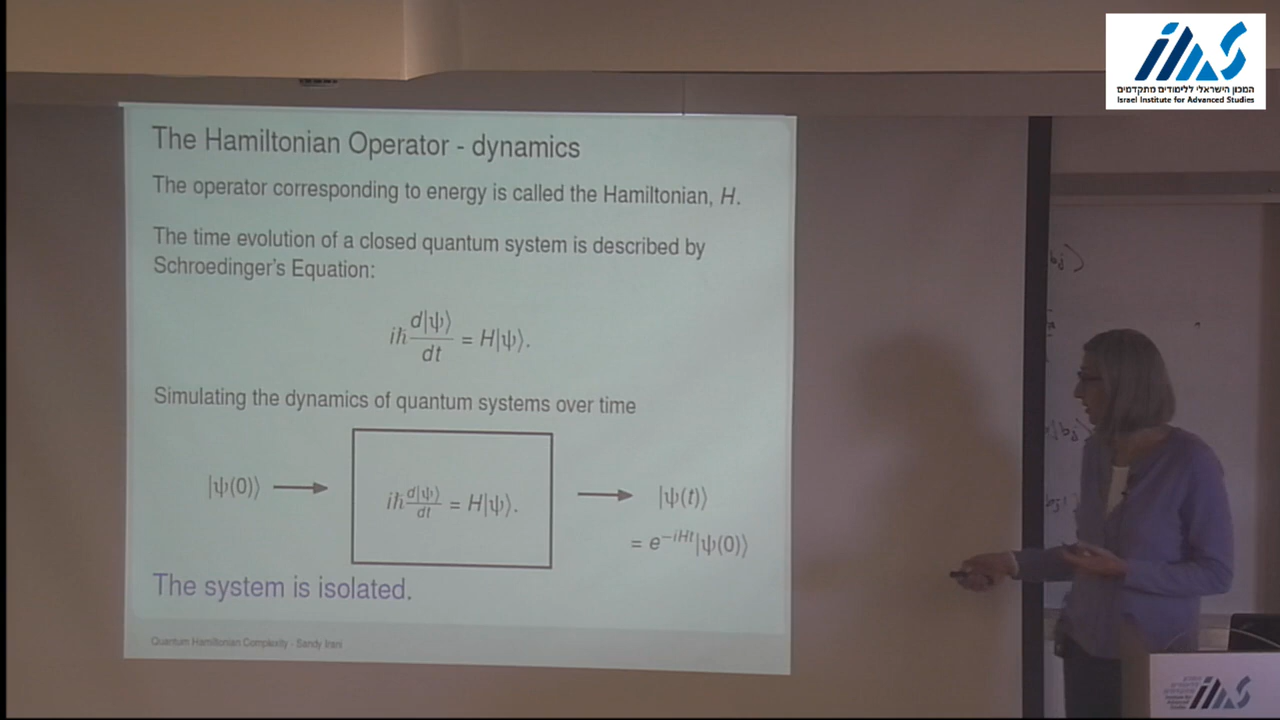 המכון הישראלי ללימודים מתקדמים
Israel Institute for Advanced Studies
The Hamiltonian Operator - dynamics
The operator corresponding to energy is called the Hamiltonian, H.
The time evolution of a closed quantum system is described by
Schroedinger's Equation:
iℏ d|ψ⟩/dt = H|ψ⟩.
Simulating the dynamics of quantum systems over time
|ψ(0)⟩ → iℏ d|ψ⟩/dt = H|ψ⟩. → |ψ(t)⟩
= e^{-iHt}|ψ(0)⟩
The system is isolated.
Quantum Hamiltonian Complexity - Sandy Irani